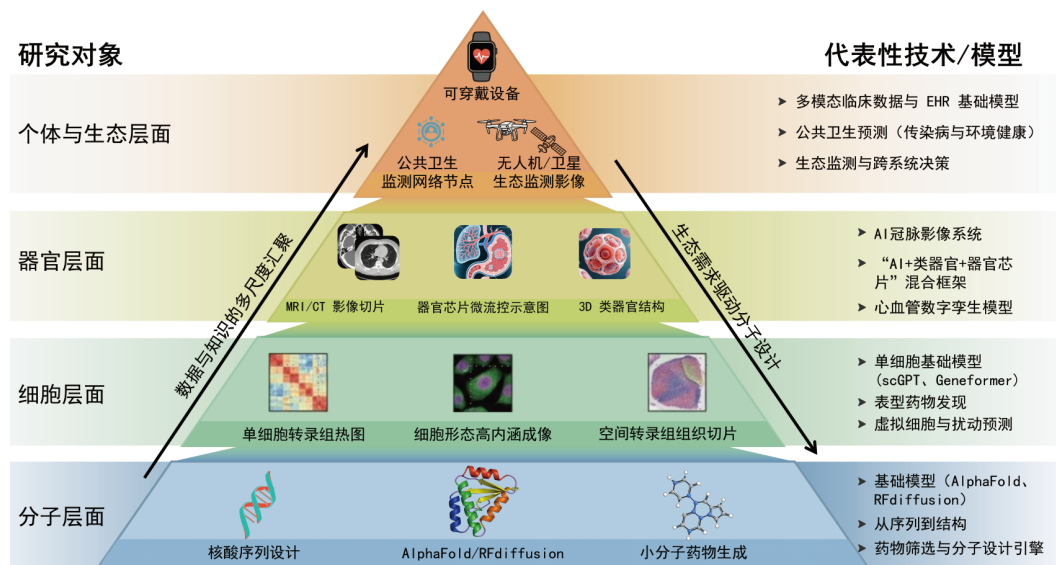 研究对象
代表性技术/模型
可穿戴设备
个体与生态层面
公共卫生
监测网络节点
无人机/卫星
生态监测影像
➤ 多模态临床数据与 EHR 基础模型
➤ 公共卫生预测（传染病与环境健康）
➤ 生态监测与跨系统决策
数据与知识的多尺度汇聚
生态需求驱动分子设计
器官层面
MRI/CT 影像切片
器官芯片微流控示意图
3D 类器官结构
➤ AI冠脉影像系统
➤ “AI+类器官+器官芯
片”混合框架
➤ 心血管数字孪生模型
细胞层面
单细胞转录组热图
细胞形态高内涵成像
空间转录组组织切片
➤ 单细胞基础模型
（scGPT、Geneformer）
➤ 表型药物发现
➤ 虚拟细胞与扰动预测
分子层面
核酸序列设计
AlphaFold/RFdiffusion
小分子药物生成
➤ 基础模型（AlphaFold、
RFdiffusion）
➤ 从序列到结构
➤ 药物筛选与分子设计引擎